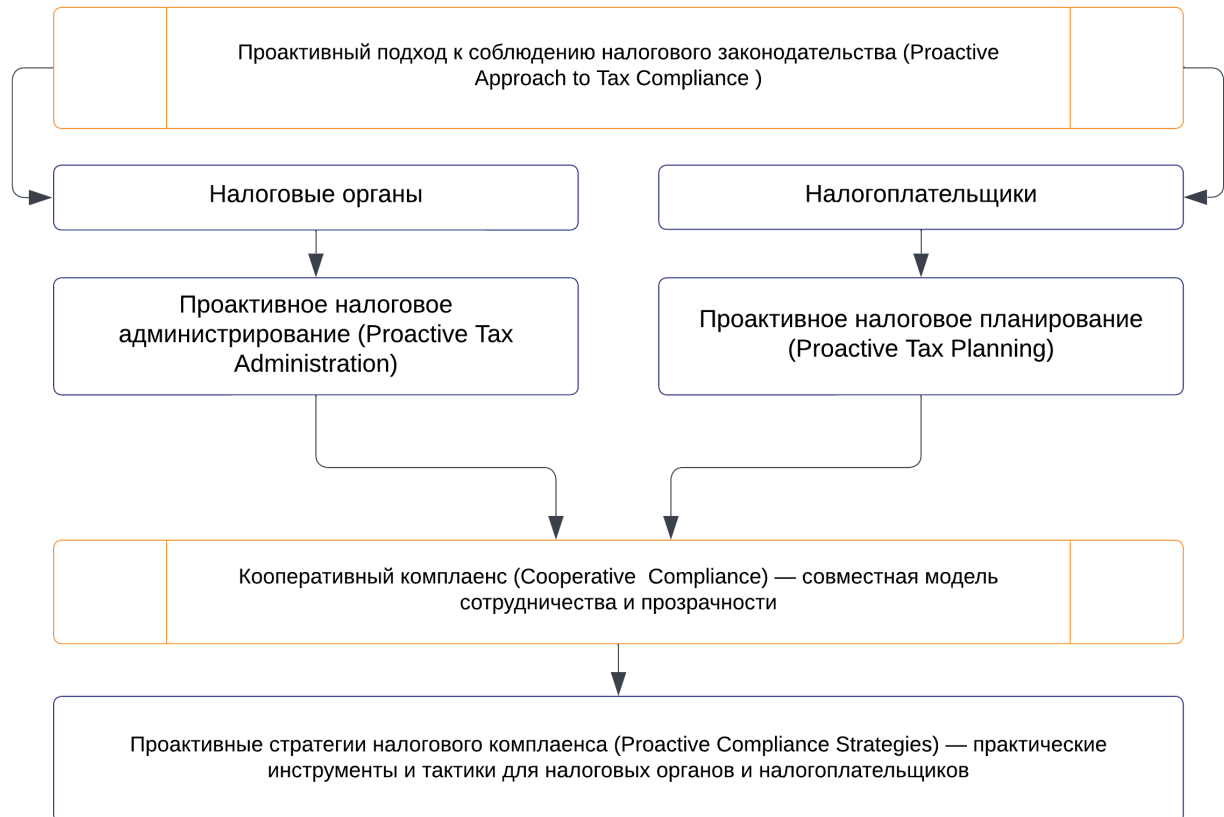 Проактивный подход к соблюдению налогового законодательства (Proactive
Approach to Tax Compliance )
Налоговые органы
Налогоплательщики
Проактивное налоговое
администрирование (Proactive Tax
Administration)
Проактивное налоговое планирование
(Proactive Tax Planning)
Кооперативный комплаенс (Cooperative  Compliance) — совместная модель
сотрудничества и прозрачности
Проактивные стратегии налогового комплаенса (Proactive Compliance Strategies) — практические
инструменты и тактики для налоговых органов и налогоплательщиков